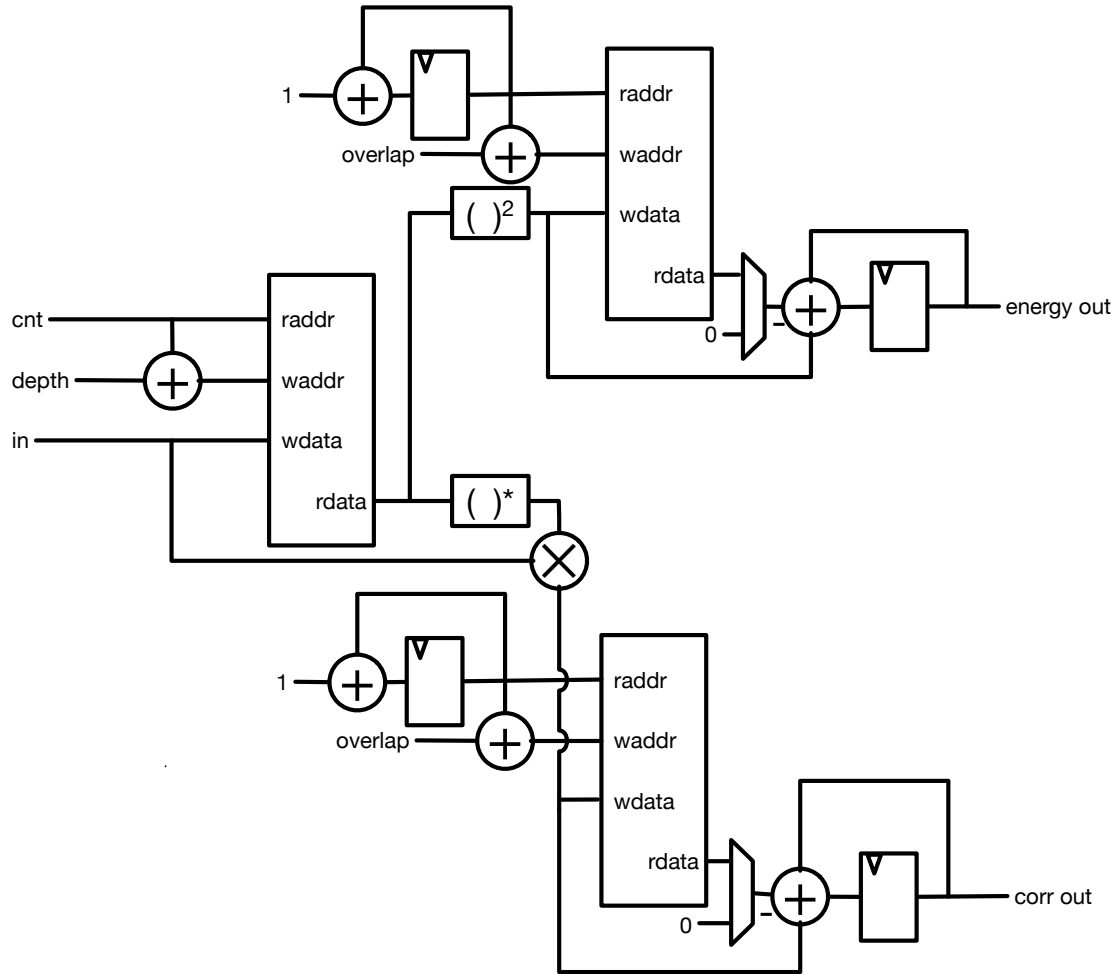 1
raddr
overlap
waddr
( )²
wdata
rdata
0
-
energy out
cnt
raddr
depth
waddr
in
wdata
rdata
( )*
1
raddr
overlap
waddr
wdata
rdata
0
-
corr out